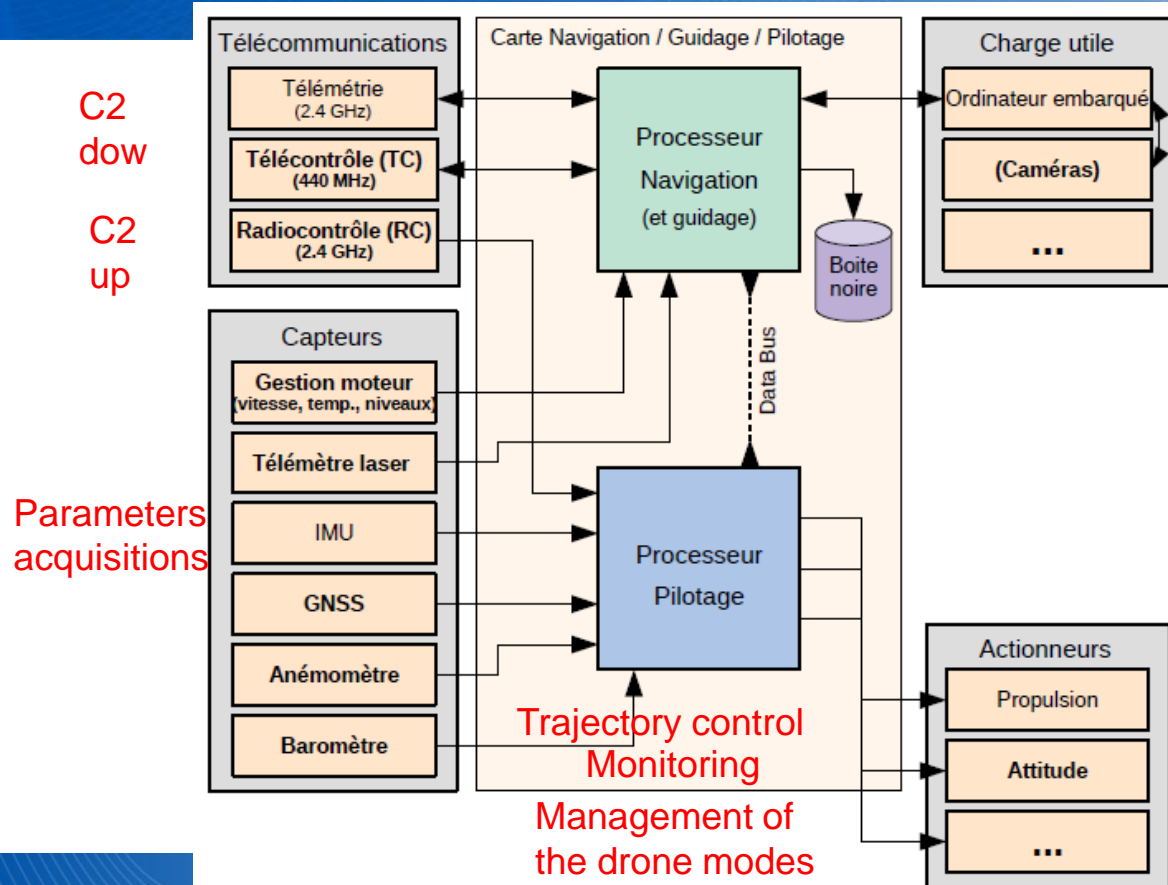 Télécommunications
Télémétrie
(2.4 GHz)
Télécontrôle (TC)
(440 MHz)
Radiocontrôle (RC)
(2.4 GHz)
C2
dow
C2
up
Carte Navigation / Guidage / Pilotage
Processeur
Navigation
(et guidage)
Boite
noire
Data Bus
Processeur
Pilotage
Charge utile
Ordinateur embarqué
(Caméras)
...
Capteurs
Gestion moteur
(vitesse, temp., niveaux)
Télémètre laser
IMU
GNSS
Anémomètre
Baromètre
Parameters
acquisitions
Trajectory control
Monitoring
Management of
the drone modes
Actionneurs
Propulsion
Attitude
...